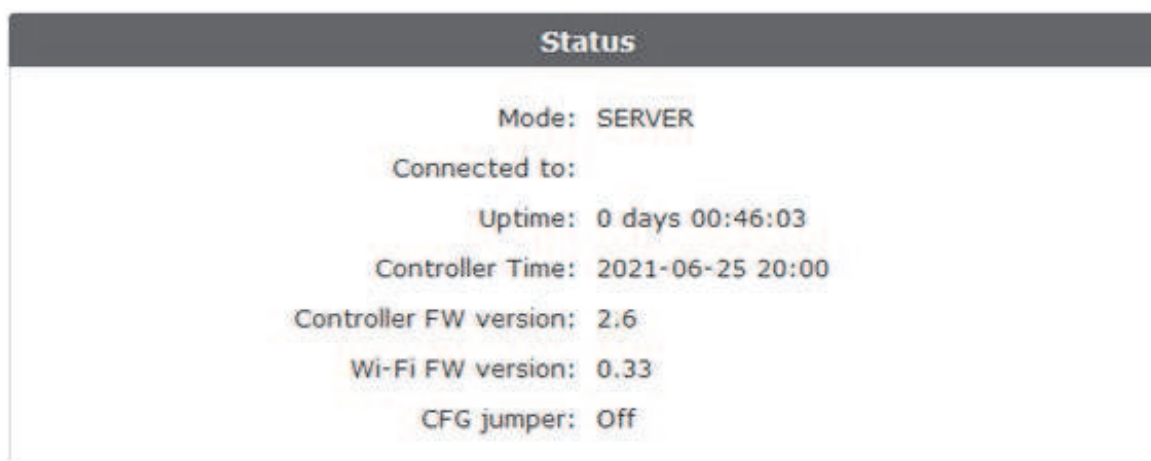 Status
Mode: SERVER
Connected to:
Uptime: 0 days 00:46:03
Controller Time: 2021-06-25 20:00
Controller FW version: 2.6
Wi-Fi FW version: 0.33
CFG jumper: Off